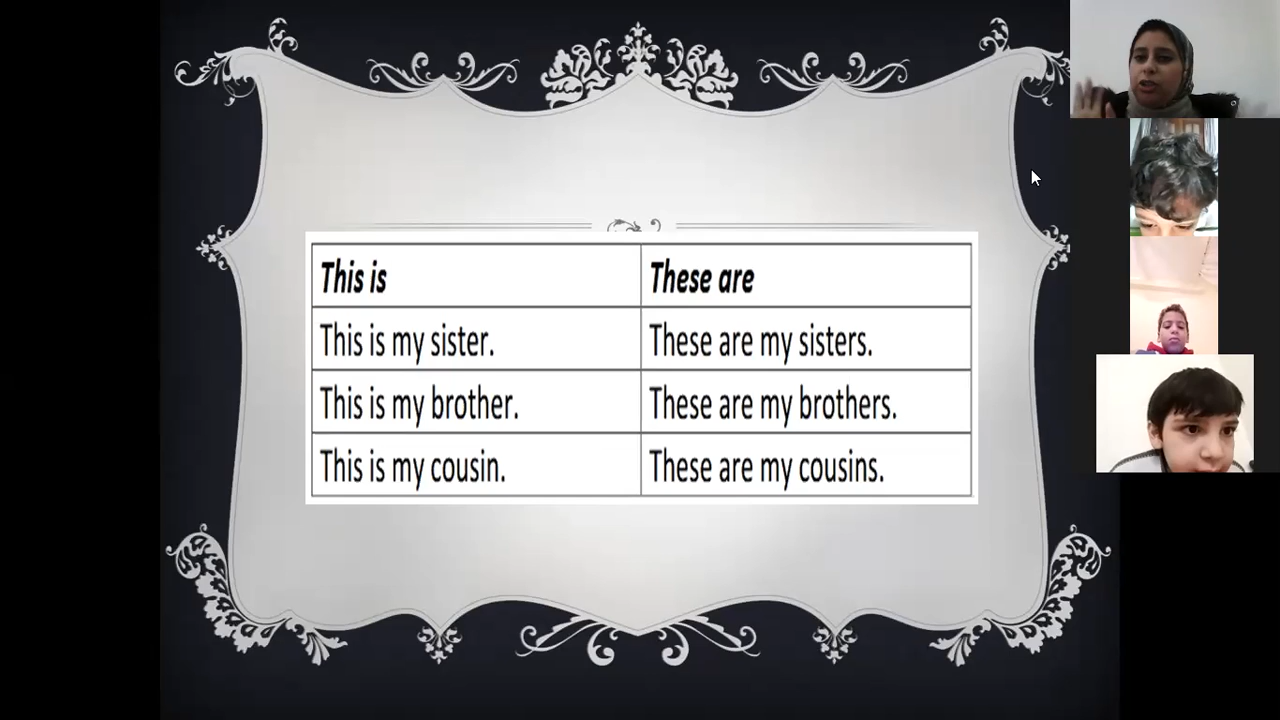 This is These are
This is my sister. These are my sisters.
This is my brother. These are my brothers.
This is my cousin. These are my cousins.